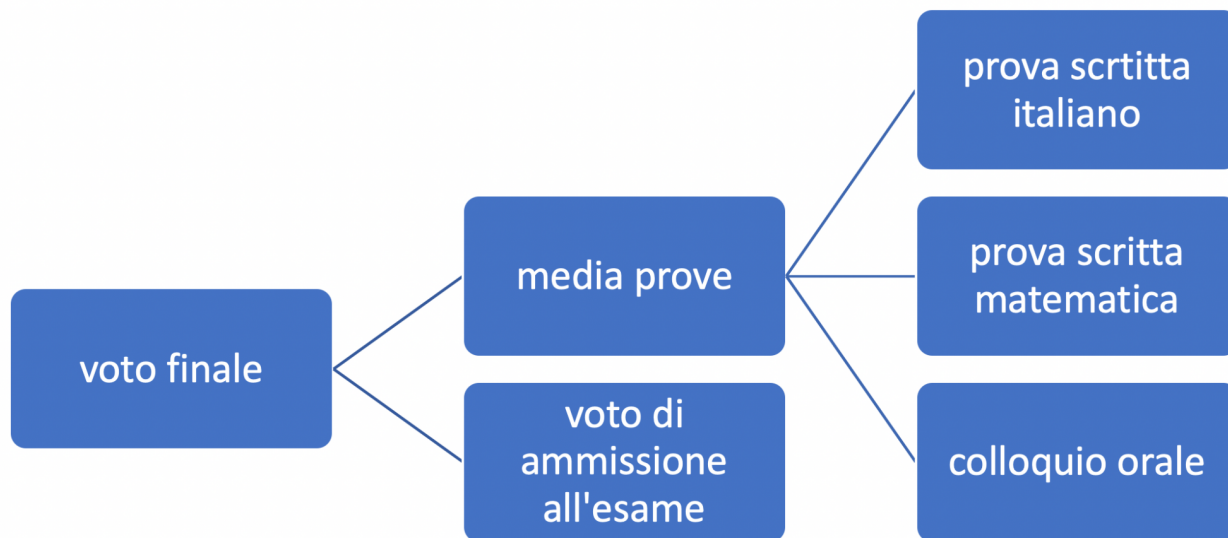 voto finale
media prove
voto di
ammissione
all'esame
prova scrtitta
italiano
prova scritta
matematica
colloquio orale